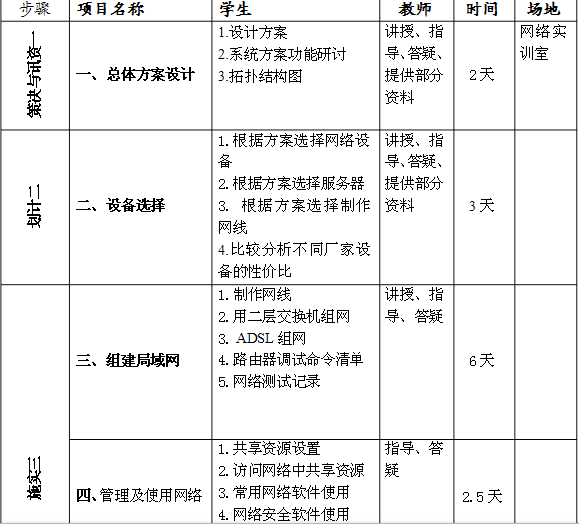 步骤 项目名称 学生 教师 时间 场地
一资讯与决策
一、总体方案设计
1.设计方案
2.系统方案功能研讨
3.拓扑结构图
讲授、指
导、答疑、
提供部分
资料
2天
网络实
训室
二计划
二、设备选择
1.根据方案选择网络设
备
2.根据方案选择服务器
3. 根据方案选择制作
网线
4.比较分析不同厂家设
备的性价比
讲授、指
导、答疑、
提供部分
资料
3天
三实施
三、组建局域网
1.制作网线
2.用二层交换机组网
3. ADSL 组网
4.路由器调试命令清单
5.网络测试记录
讲授、指
导、答疑
6天
四、管理及使用网络
1.共享资源设置
2.访问网络中共享资源
3.常用网络软件使用
4.网络安全软件使用
指导、答
疑
2.5天